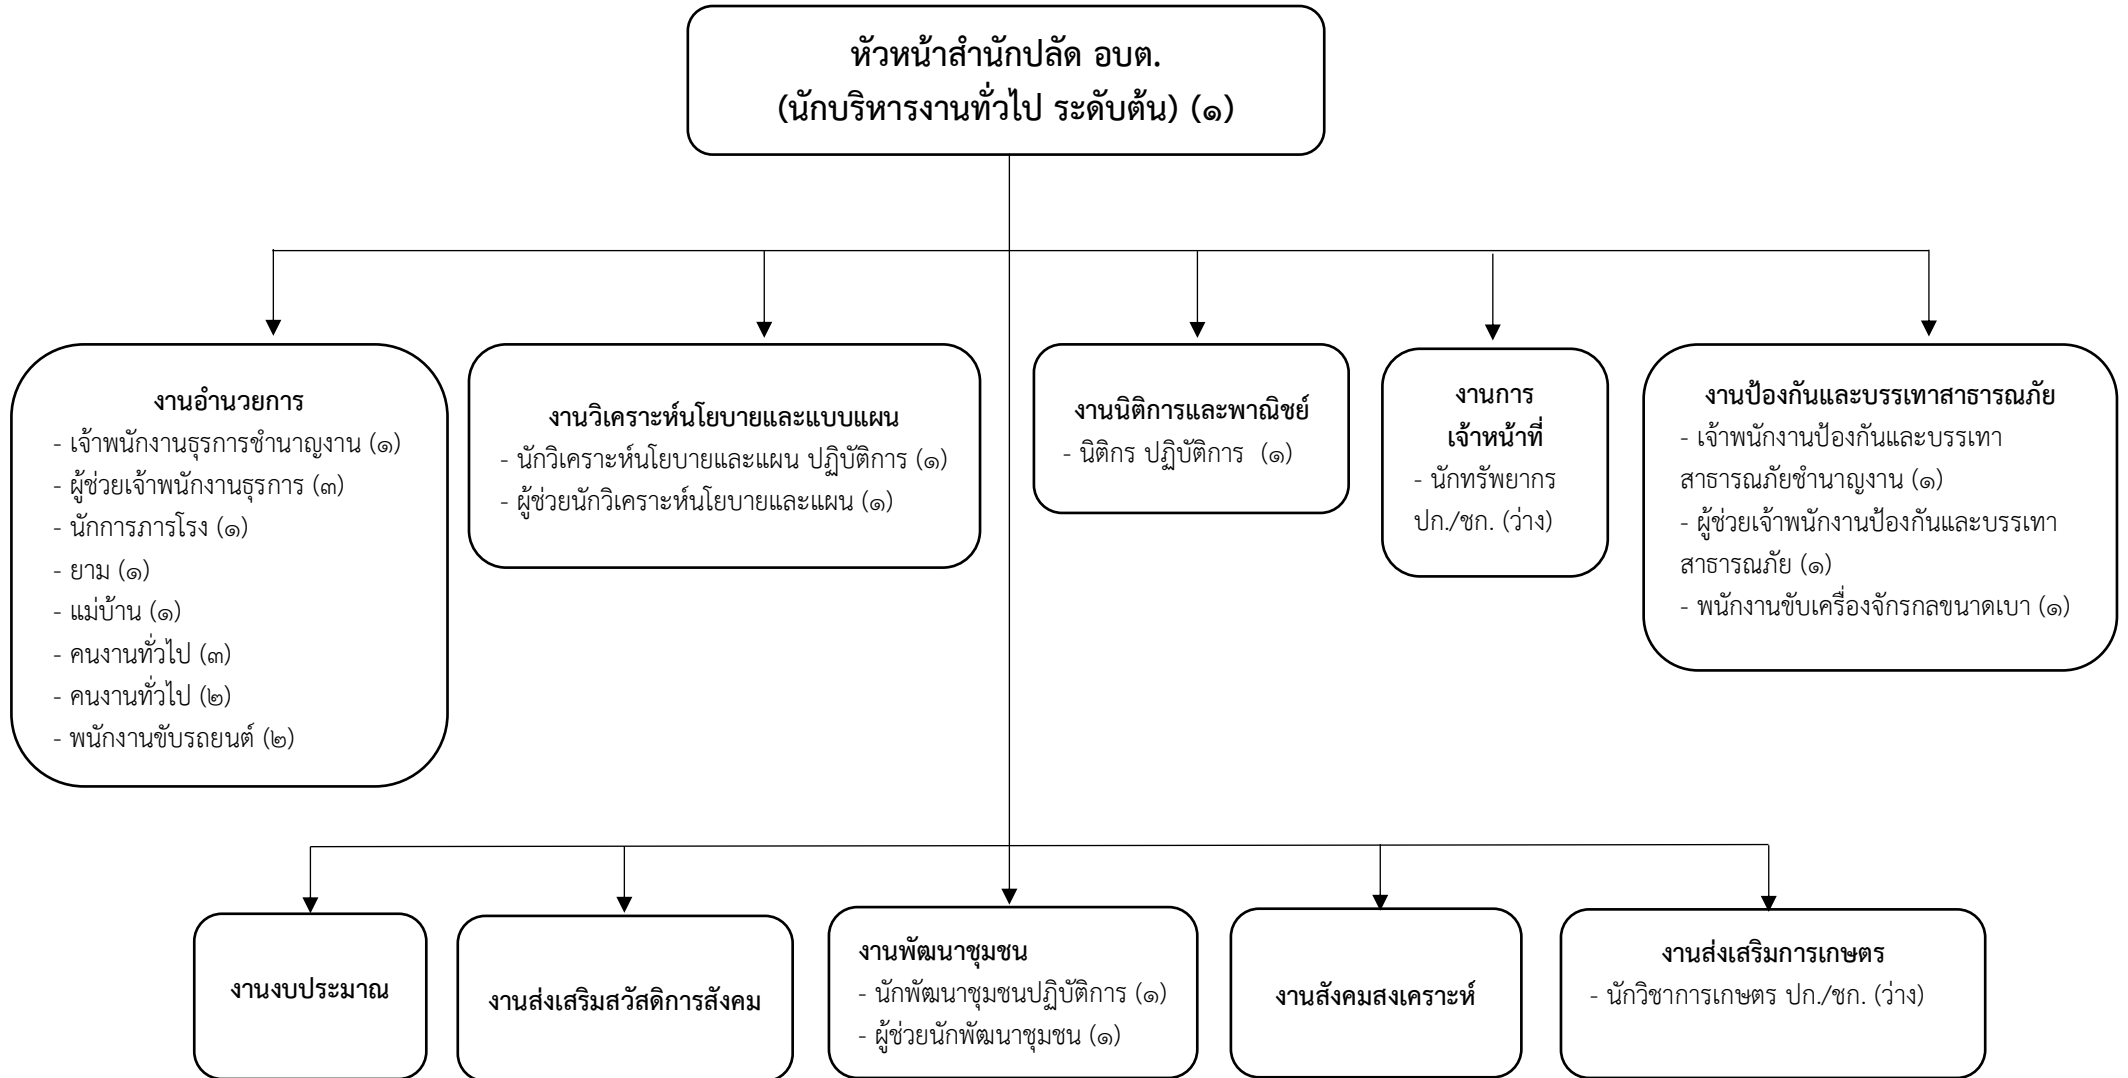 หัวหน้าสำนักปลัด อบต.
(นักบริหารงานทั่วไป ระดับต้น) (๑)
งานอำนวยการ
- เจ้าพนักงานธุรการชำนาญงาน (๑)
- ผู้ช่วยเจ้าพนักงานธุรการ (๓)
- นักการภารโรง (๑)
- ยาม (๑)
- แม่บ้าน (๑)
- คนงานทั่วไป (๓)
- คนงานทั่วไป (๒)
- พนักงานขับรถยนต์ (๒)
งานวิเคราะห์นโยบายและแบบแผน
- นักวิเคราะห์นโยบายและแผน ปฏิบัติการ (๑)
- ผู้ช่วยนักวิเคราะห์นโยบายและแผน (๑)
งานนิติการและพาณิชย์
- นิติกร ปฏิบัติการ (๑)
งานการ
เจ้าหน้าที่
- นักทรัพยากร
ปก./ชก. (ว่าง)
งานป้องกันและบรรเทาสาธารณภัย
- เจ้าพนักงานป้องกันและบรรเทา
สาธารณภัยชำนาญงาน (๑)
- ผู้ช่วยเจ้าพนักงานป้องกันและบรรเทา
สาธารณภัย (๑)
- พนักงานขับเครื่องจักรกลขนาดเบา (๑)
งานงบประมาณ
งานส่งเสริมสวัสดิการสังคม
งานพัฒนาชุมชน
- นักพัฒนาชุมชนปฏิบัติการ (๑)
- ผู้ช่วยนักพัฒนาชุมชน (๑)
งานสังคมสงเคราะห์
งานส่งเสริมการเกษตร
- นักวิชาการเกษตร ปก./ชก. (ว่าง)